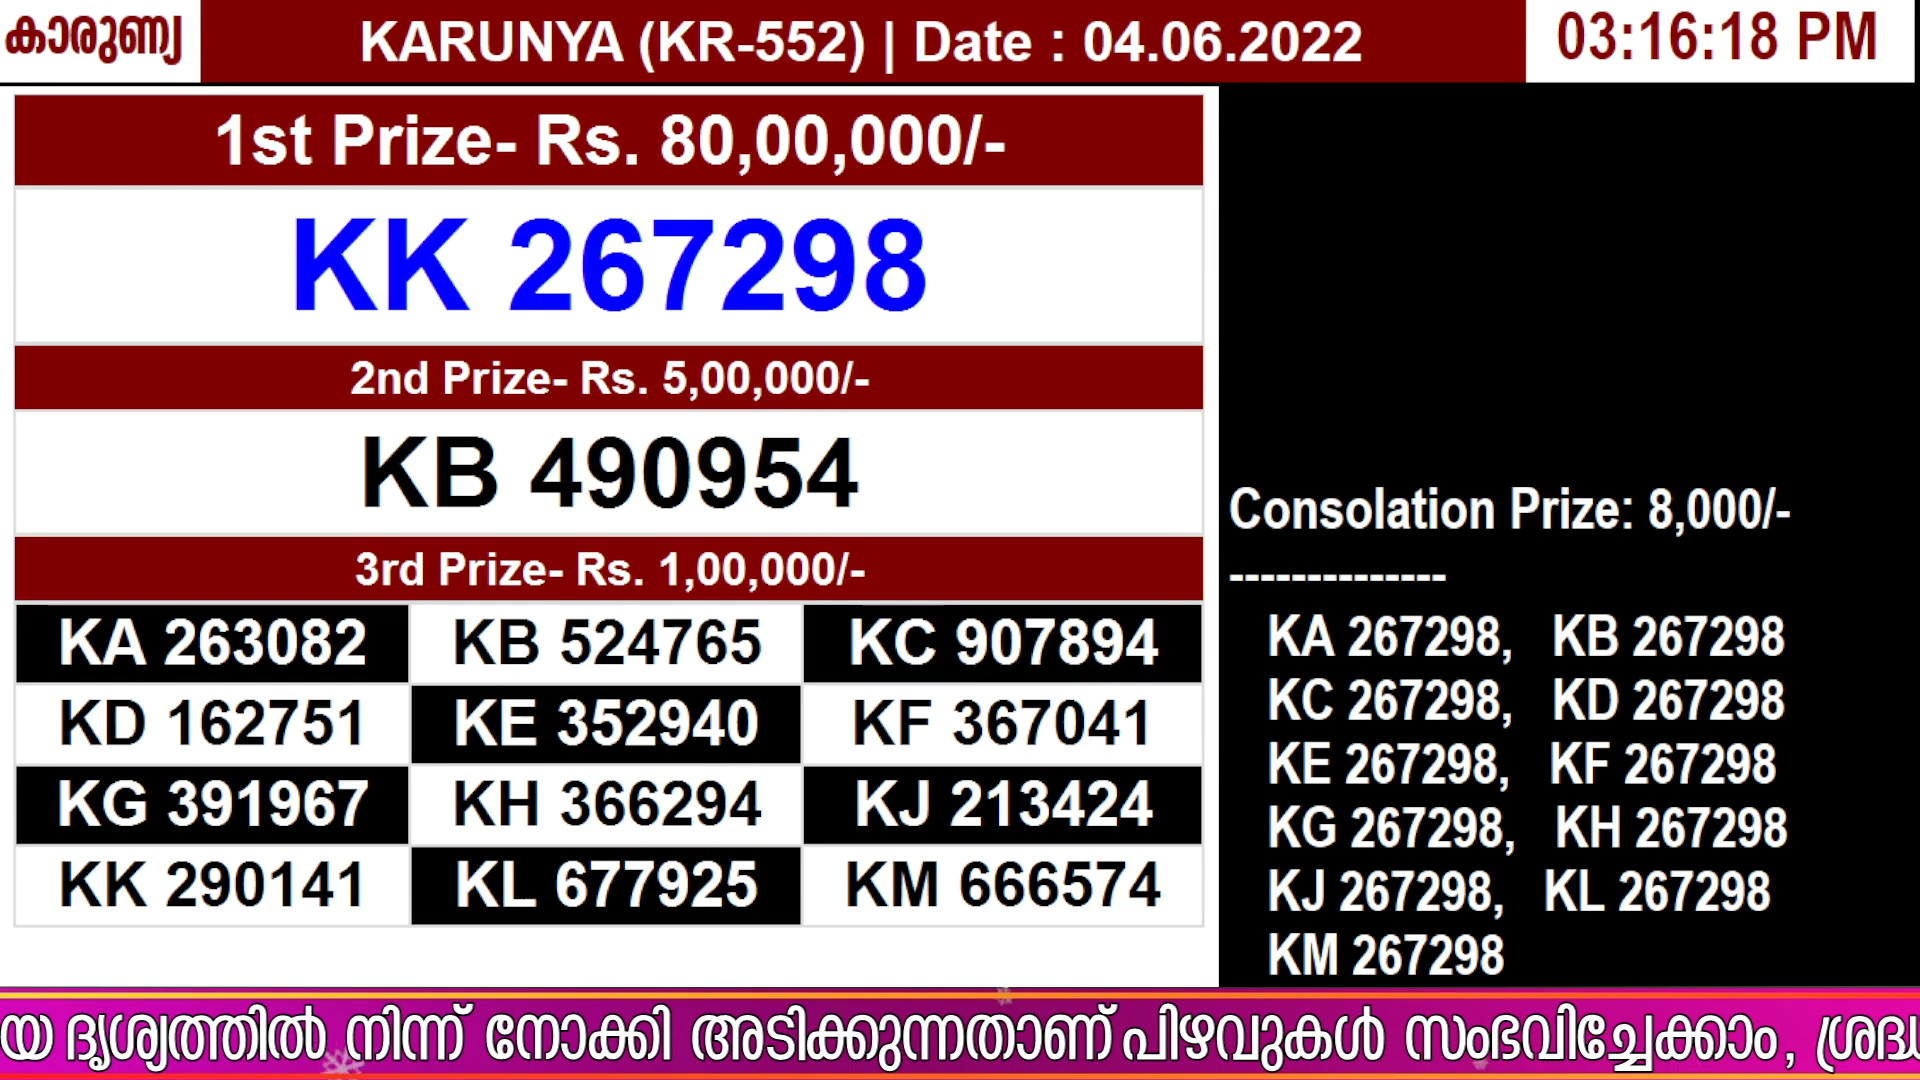 കാരുണ്യ
KARUNYA (KR-552) | Date : 04.06.2022
03:16:18 PM
1st Prize- Rs. 80,00,000/-
KK 267298
2nd Prize- Rs. 5,00,000/-
KB 490954
3rd Prize- Rs. 1,00,000/-
KA 263082 KB 524765 KC 907894
KD 162751 KE 352940 KF 367041
KG 391967 KH 366294 KJ 213424
KK 290141 KL 677925 KM 666574
Consolation Prize: 8,000/-
--------------
KA 267298, KB 267298
KC 267298, KD 267298
KE 267298, KF 267298
KG 267298, KH 267298
KJ 267298, KL 267298
KM 267298
ദൃശ്യത്തിൽ നിന്ന് നോക്കി അടിക്കുന്നതാണ് പിഴവുകൾ സംഭവിച്ചേക്കാം,